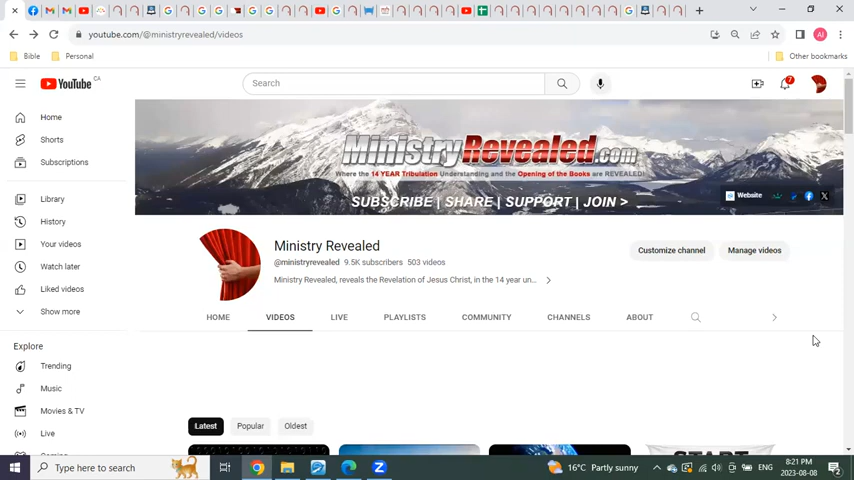 youtube.com/@ministryrevealed/videos
AI
Bible
Personal
Other bookmarks
YouTube CA
Search
7
Home
Shorts
Subscriptions
Library
History
Your videos
Watch later
Liked videos
Show more
Explore
Trending
Music
Movies & TV
Live
MinistryRevealed.com
Where the 14 YEAR Tribulation Understanding and the Opening of the Books are REVEALED!
SUBSCRIBE | SHARE | SUPPORT | JOIN >
Website
Ministry Revealed
@ministryrevealed 9.5K subscribers 503 videos
Ministry Revealed, reveals the Revelation of Jesus Christ, in the 14 year un...
Customize channel
Manage videos
HOME
VIDEOS
LIVE
PLAYLISTS
COMMUNITY
CHANNELS
ABOUT
Latest
Popular
Oldest
START
Type here to search
16°C Partly sunny
ENG
8:21 PM
2023-08-08
2